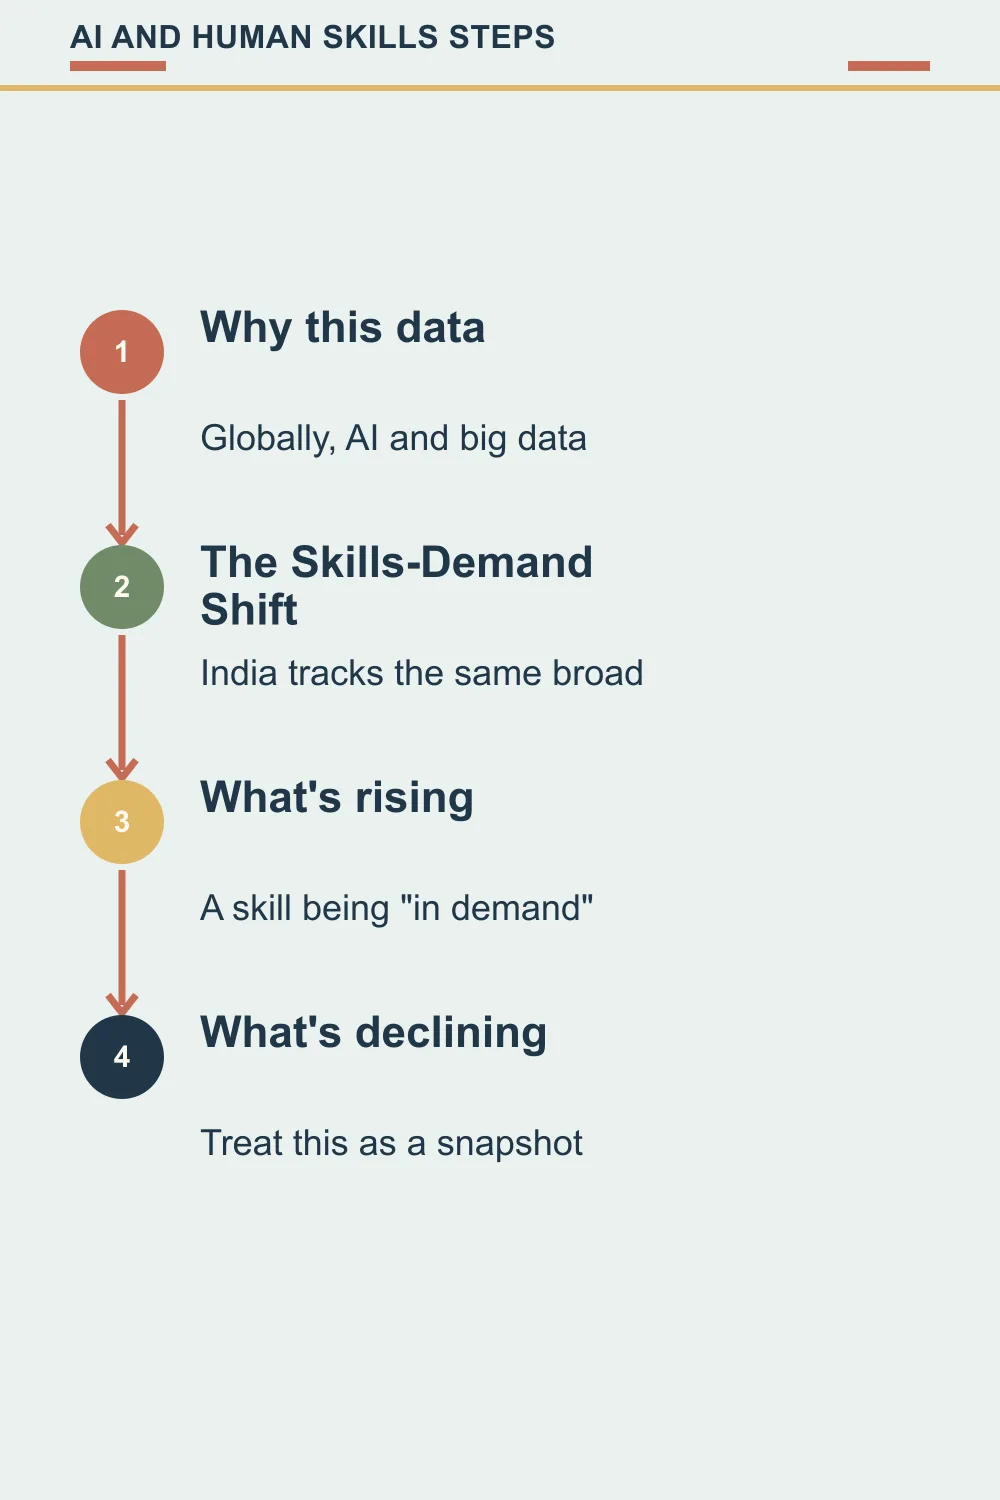 AI AND HUMAN SKILLS STEPS
1
Why this data
Globally, AI and big data
2
The Skills-Demand
Shift
India tracks the same broad
3
What's rising
A skill being "in demand"
4
What's declining
Treat this as a snapshot